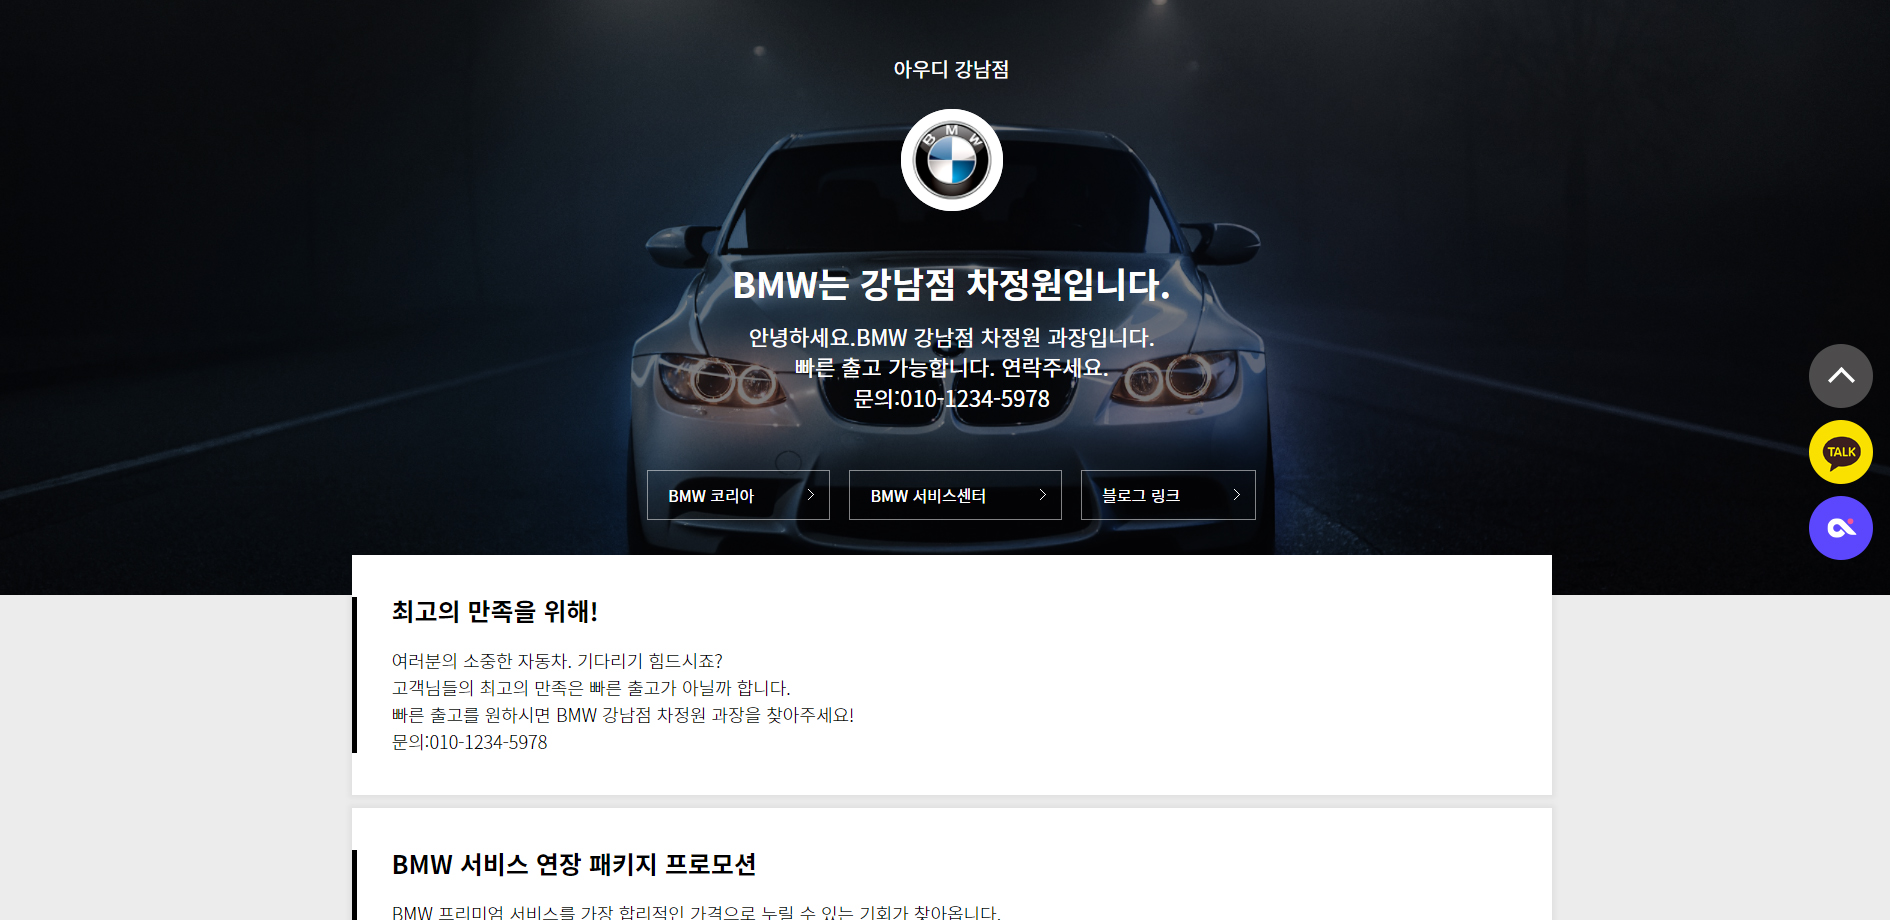 아우디 강남점
BMW
BMW는 강남점 차정원입니다.
안녕하세요.BMW 강남점 차정원 과장입니다.
빠른 출고 가능합니다. 연락주세요.
문의:010-1234-5978
BMW 코리아
BMW 서비스센터
블로그 링크
TALK
최고의 만족을 위해!
여러분의 소중한 자동차. 기다리기 힘드시죠?
고객님들의 최고의 만족은 빠른 출고가 아닐까 합니다.
빠른 출고를 원하시면 BMW 강남점 차정원 과장을 찾아주세요!
문의:010-1234-5978
BMW 서비스 연장 패키지 프로모션
BMW 프리미엄 서비스를 가장 합리적인 가격으로 누릴 수 있는 기회가 찾아옵니다.